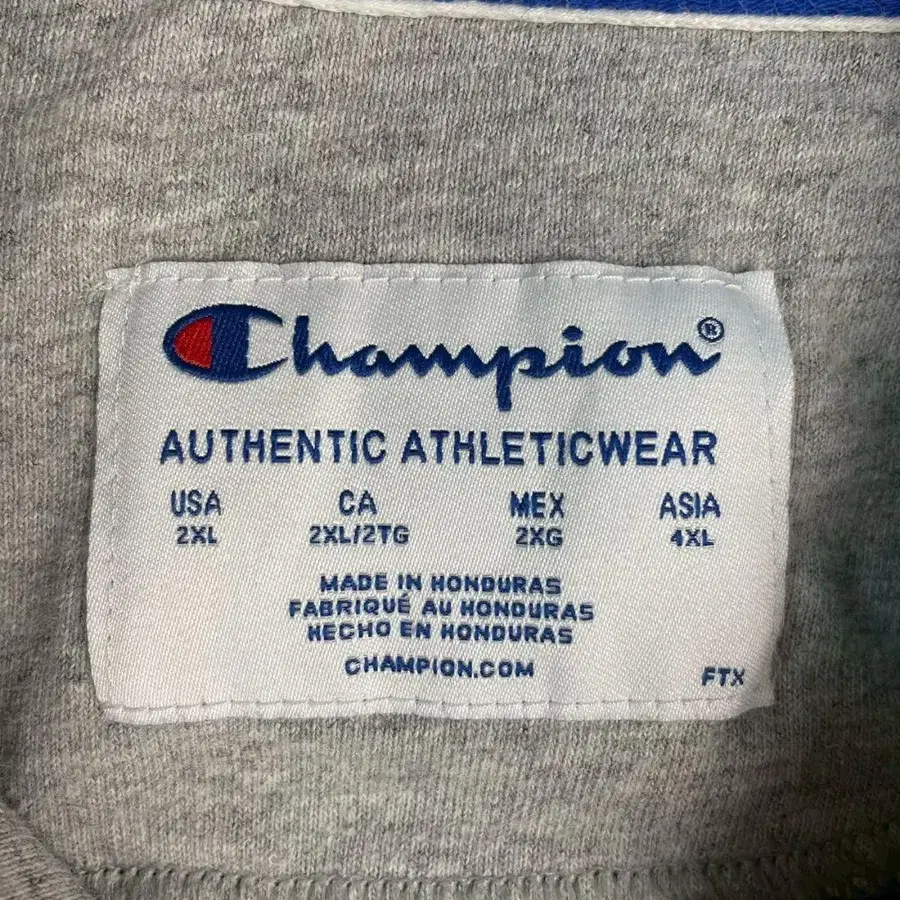 Champion®
AUTHENTIC ATHLETICWEAR
USA CA MEX ASIA
2XL 2XL/2TG 2XG 4XL
MADE IN HONDURAS
FABRIQUÉ AU HONDURAS
HECHO EN HONDURAS
CHAMPION.COM
FTX